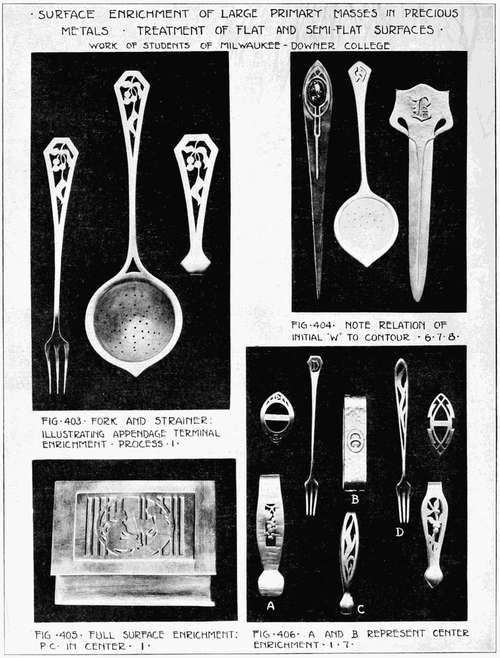 · SURFACE ENRICHMENT OF LARGE PRIMARY MASSES IN PRECIOUS
METALS · TREATMENT OF FLAT AND SEMI-FLAT SURFACES ·
WORK OF STUDENTS OF MILWAUKEE-DOWNER COLLEGE
FIG·403· FORK AND STRAINER:
ILLUSTRATING APPENDAGE TERMINAL
ENRICHMENT · PROCESS · 1 ·
FIG·404· NOTE RELATION OF
INITIAL "W" TO CONTOUR · 6·7·8·
FIG·405· FULL SURFACE ENRICHMENT:
P·C· IN CENTER · 1 ·
D
C
B
B
D
A
C
FIG·406· A AND B REPRESENT CENTER
ENRICHMENT · 1 · 7 ·